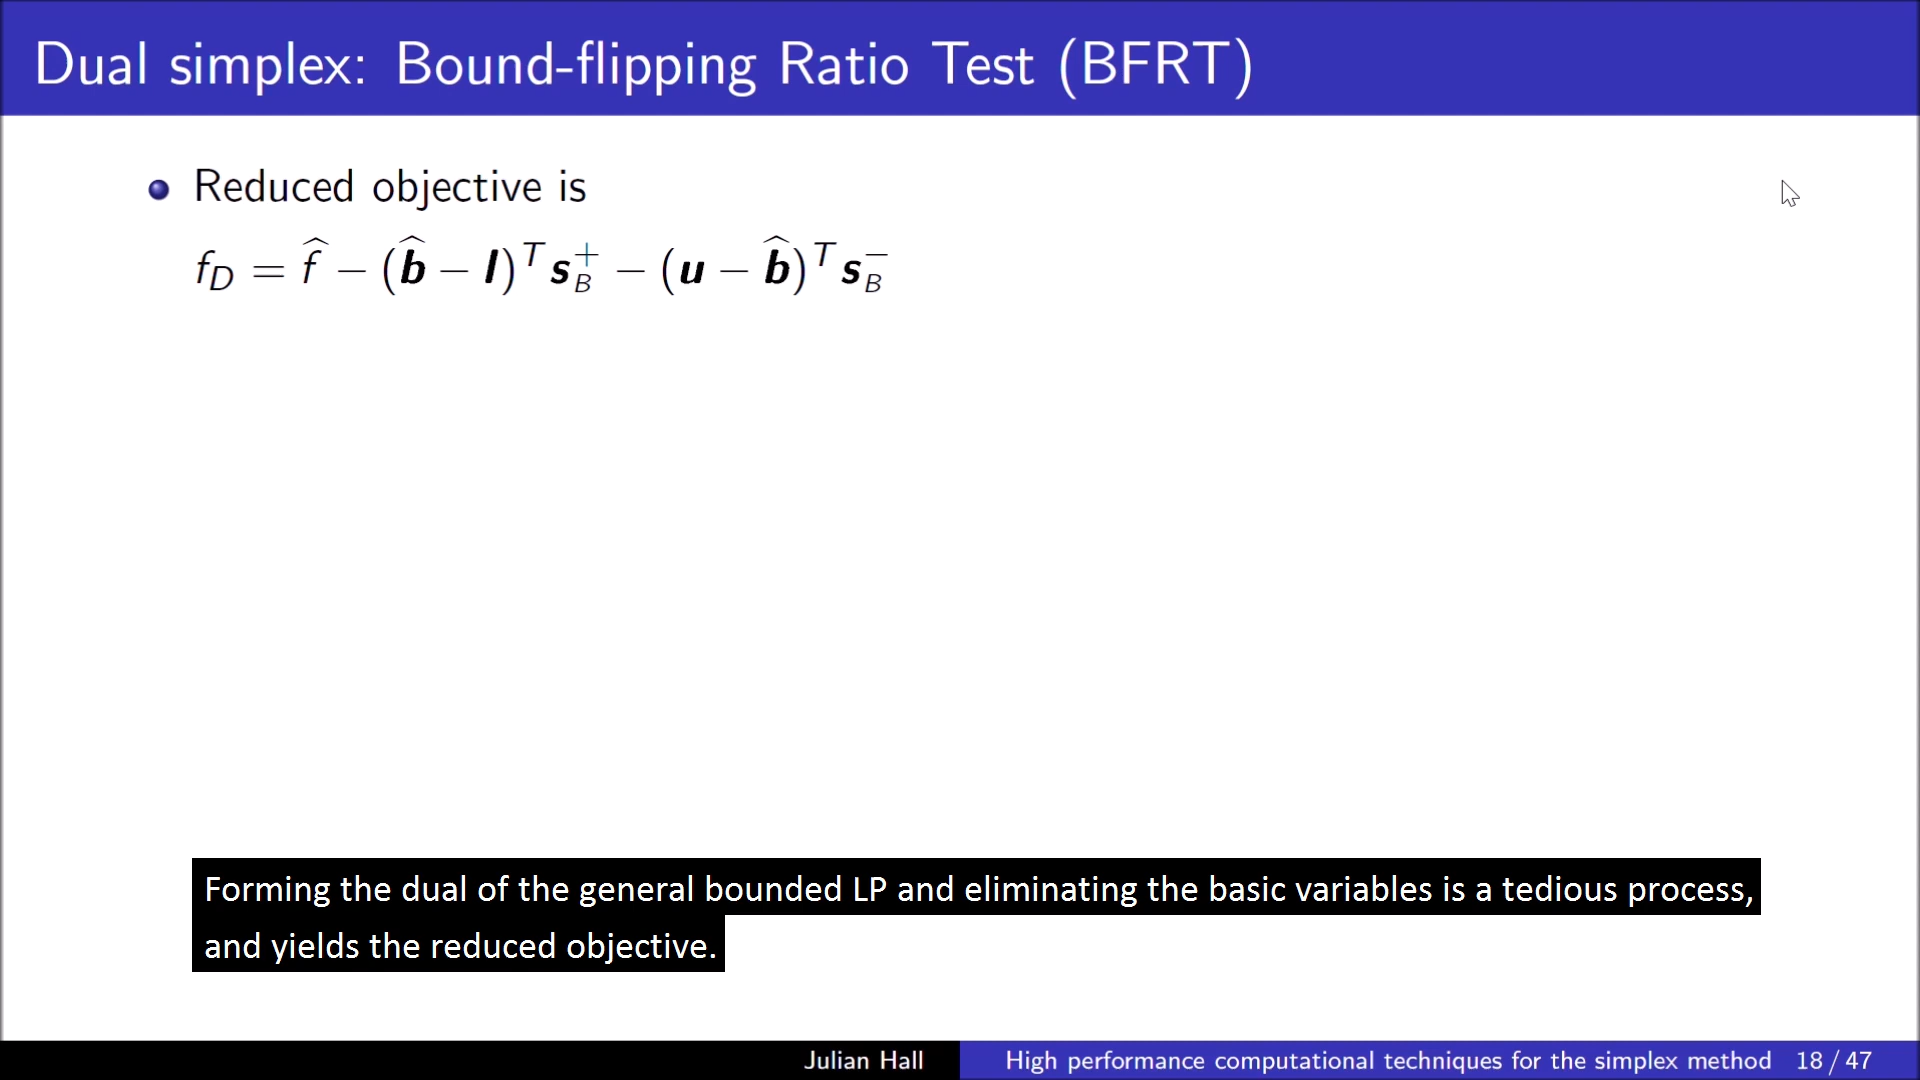 Dual simplex: Bound-flipping Ratio Test (BFRT)
Reduced objective is
f_D = f̂ − (b̂ − l)^T s_B^+ − (u − b̂)^T s_B^−
Forming the dual of the general bounded LP and eliminating the basic variables is a tedious process,
and yields the reduced objective.
Julian Hall High performance computational techniques for the simplex method 18 / 47